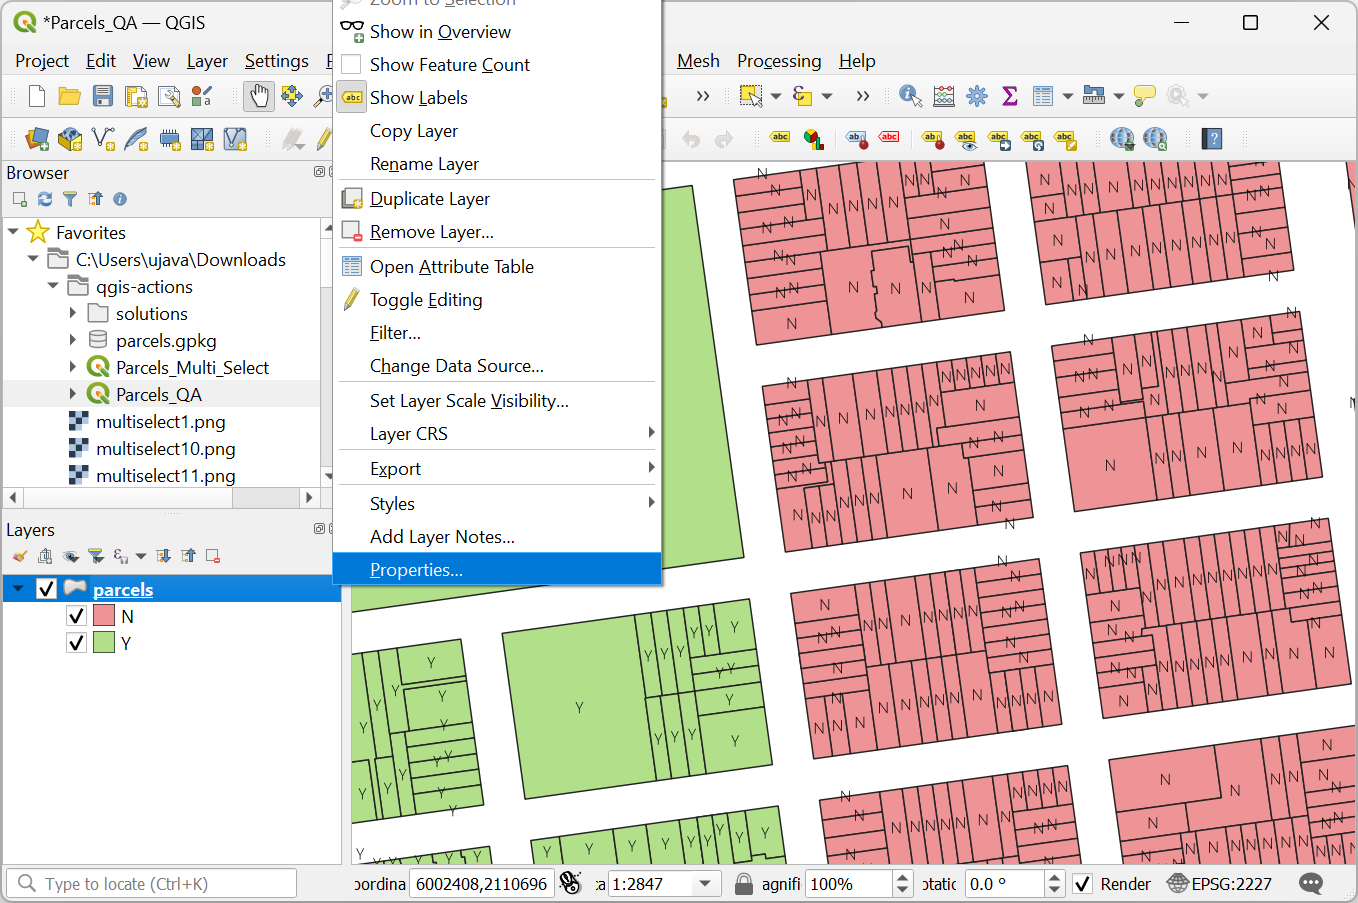 *Parcels_QA — QGIS
Project Edit View Layer Settings Mesh Processing Help
Zoom to Selection
Show in Overview
Show Feature Count
Show Labels
Copy Layer
Rename Layer
Duplicate Layer
Remove Layer...
Open Attribute Table
Toggle Editing
Filter...
Change Data Source...
Set Layer Scale Visibility...
Layer CRS
Export
Styles
Add Layer Notes...
Properties...
Browser
Favorites
C:\Users\ujava\Downloads
qgis-actions
solutions
parcels.gpkg
Parcels_Multi_Select
Parcels_QA
multiselect1.png
multiselect10.png
multiselect11.png
Layers
parcels
N
Y
Type to locate (Ctrl+K)
oordina 6002408,2110696 1:2847 agnifi 100% otatic 0.0 ° Render EPSG:2227